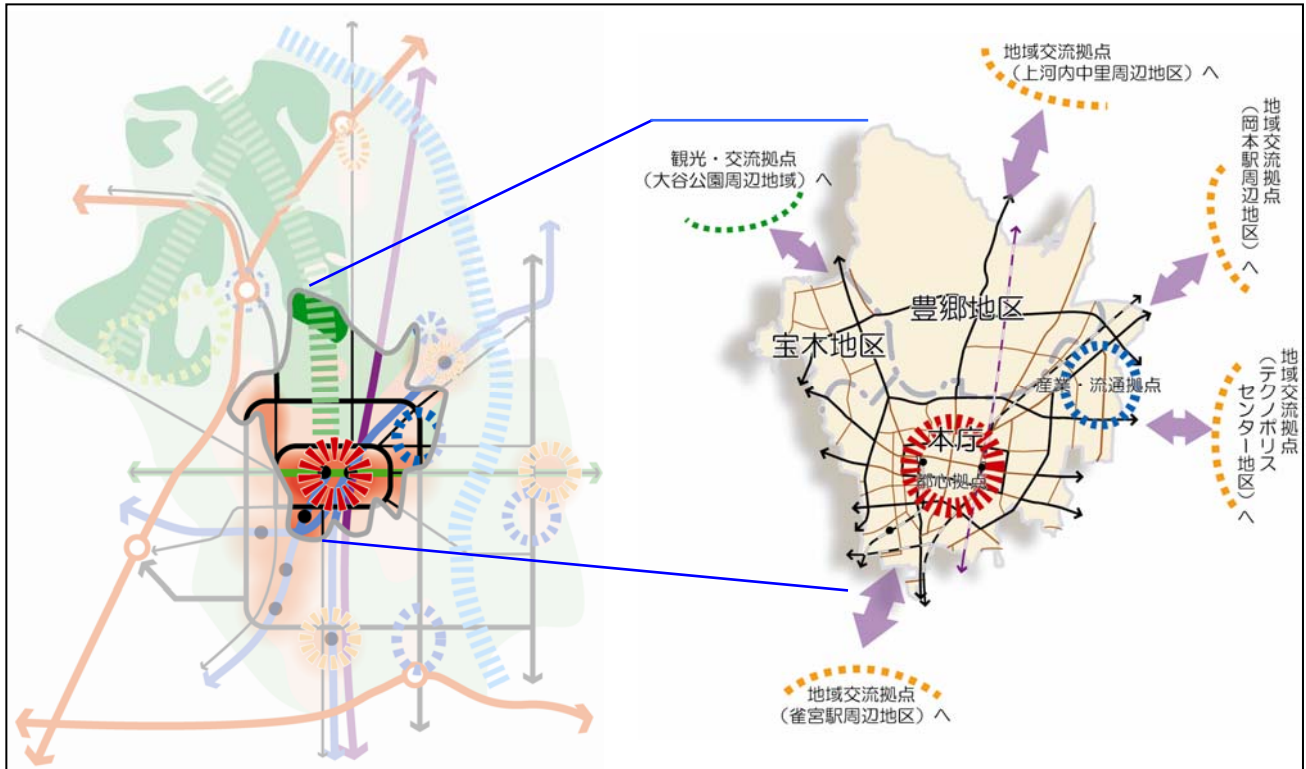 地域交流拠点
（上河内中里周辺地区）へ
地域交流拠点
（岡本駅周辺地区）へ
観光・交流拠点
（大谷公園周辺地域）へ
豊郷地区
宝木地区
産業・流通拠点
地域交流拠点
（テクノポリス
センター地区）へ
本庁
都心拠点
地域交流拠点
（雀宮駅周辺地区）へ